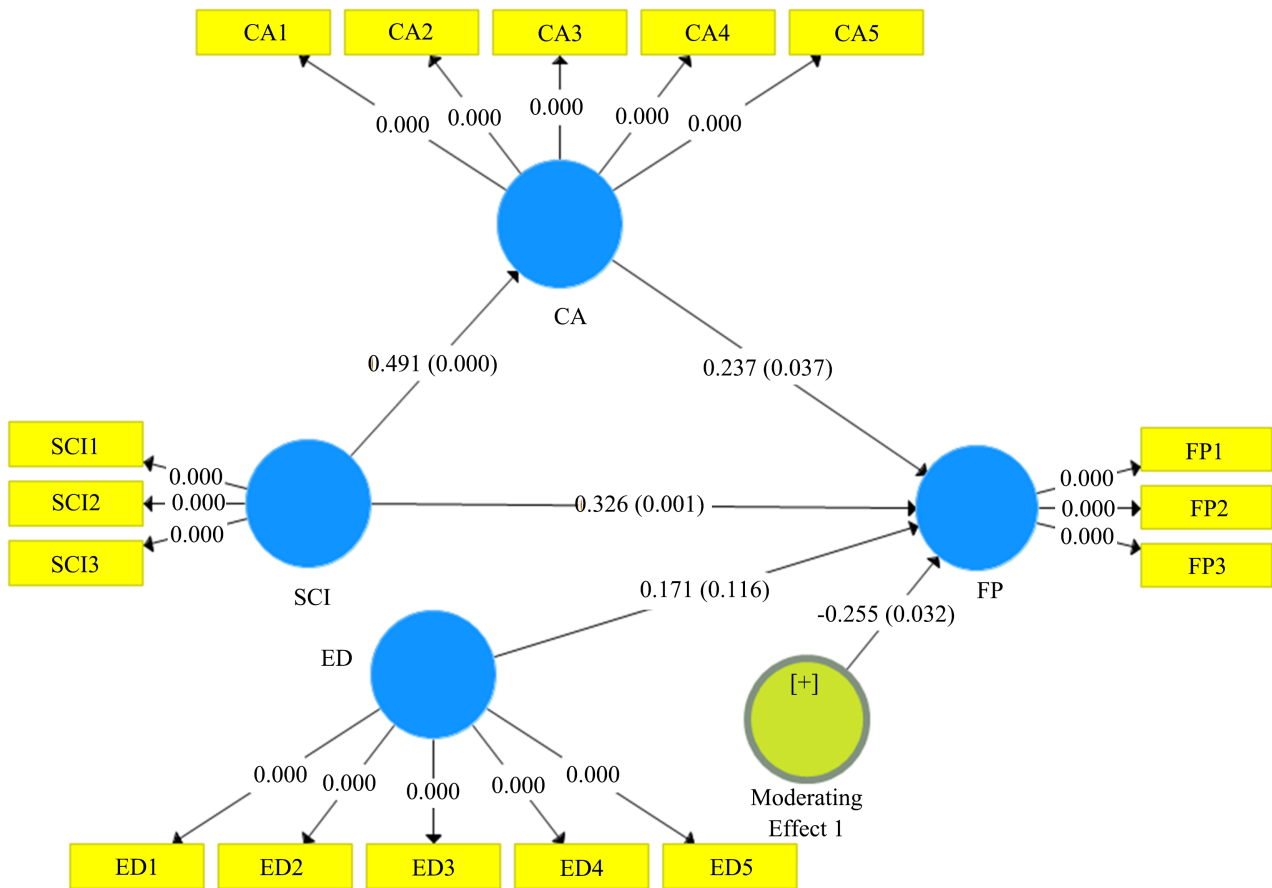 CA1
CA2
CA3
CA4
CA5
0.000
0.000
0.000
0.000
0.000
CA
0.491 (0.000)
0.237 (0.037)
SCI1
SCI2
SCI3
0.000
0.000
0.000
SCI
0.326 (0.001)
FP1
FP2
FP3
0.000
0.000
0.000
FP
0.171 (0.116)
-0.255 (0.032)
ED
[+]
Moderating
Effect 1
0.000
0.000
0.000
0.000
0.000
ED1
ED2
ED3
ED4
ED5